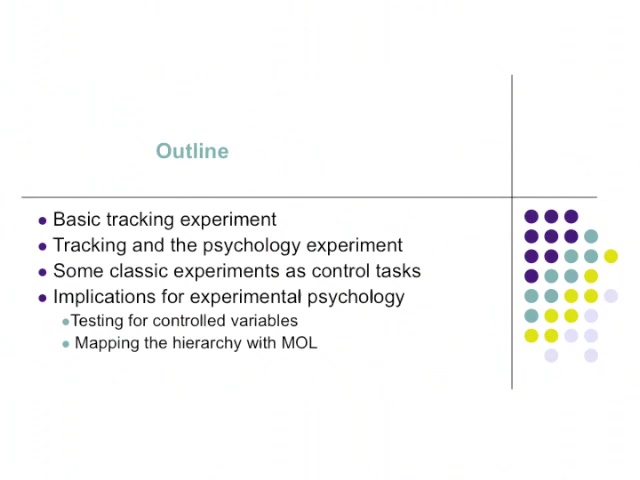 Outline
Basic tracking experiment
Tracking and the psychology experiment
Some classic experiments as control tasks
Implications for experimental psychology
Testing for controlled variables
Mapping the hierarchy with MOL